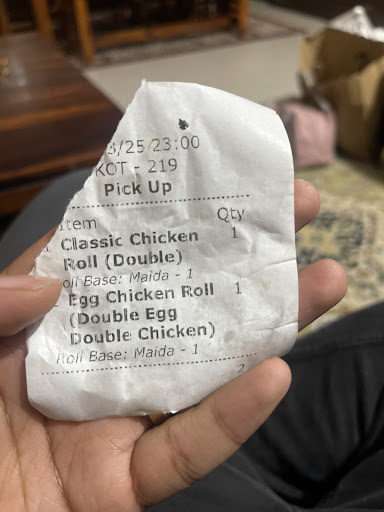 3/25 23:00
KOT - 219
Pick Up
Item Qty
Classic Chicken 1
Roll (Double)
Roll Base: Maida - 1
Egg Chicken Roll 1
(Double Egg
Double Chicken)
Roll Base: Maida - 1
2